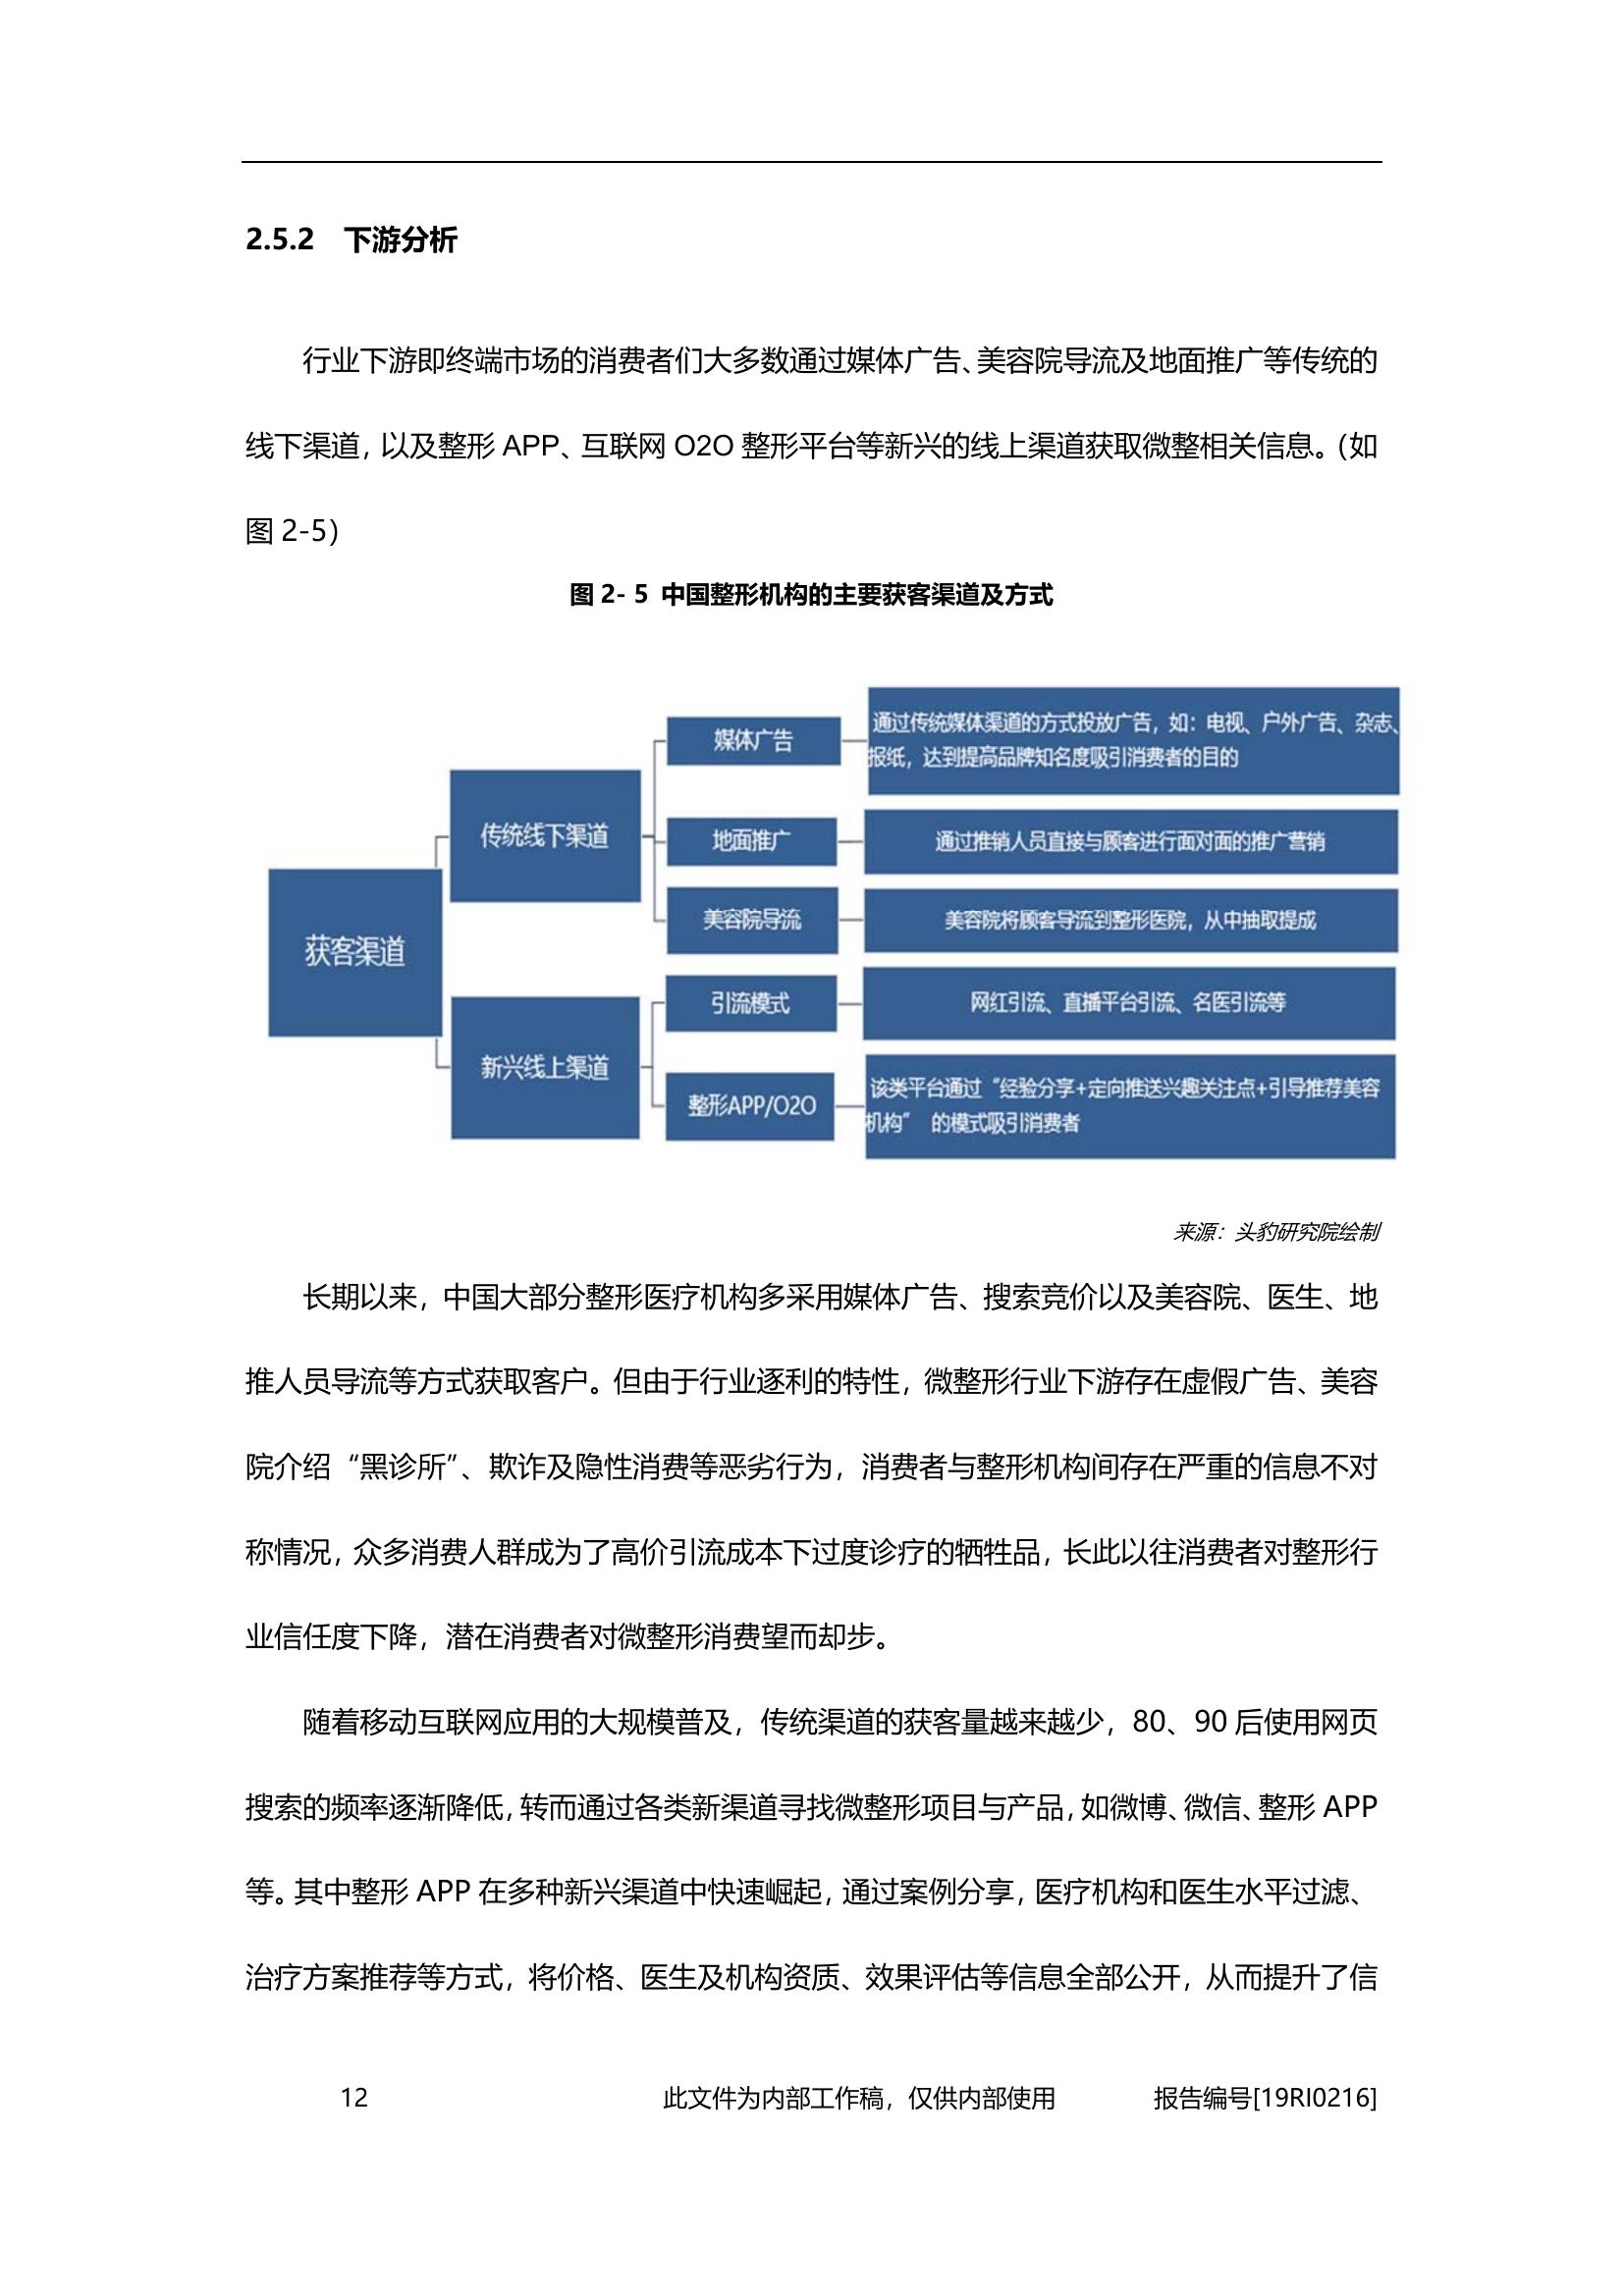 2.5.2 下游分析
行业下游即终端市场的消费者们大多数通过媒体广告、美容院导流及地面推广等传统的
线下渠道，以及整形 APP、互联网 O2O 整形平台等新兴的线上渠道获取微整相关信息。（如
图 2-5）
图 2- 5 中国整形机构的主要获客渠道及方式
获客渠道
传统线下渠道
媒体广告
通过传统媒体渠道的方式投放广告，如：电视、户外广告、杂志、
报纸，达到提高品牌知名度吸引消费者的目的
地面推广
通过推销人员直接与顾客进行面对面的推广营销
美容院导流
美容院将顾客导流到整形医院，从中抽取提成
新兴线上渠道
引流模式
网红引流、直播平台引流、名医引流等
整形APP/O2O
该类平台通过“经验分享+定向推送兴趣关注点+引导推荐美容
机构” 的模式吸引消费者
来源：头豹研究院绘制
长期以来，中国大部分整形医疗机构多采用媒体广告、搜索竞价以及美容院、医生、地
推人员导流等方式获取客户。但由于行业逐利的特性，微整形行业下游存在虚假广告、美容
院介绍“黑诊所”、欺诈及隐性消费等恶劣行为，消费者与整形机构间存在严重的信息不对
称情况，众多消费人群成为了高价引流成本下过度诊疗的牺牲品，长此以往消费者对整形行
业信任度下降，潜在消费者对微整形消费望而却步。
随着移动互联网应用的大规模普及，传统渠道的获客量越来越少，80、90 后使用网页
搜索的频率逐渐降低，转而通过各类新渠道寻找微整形项目与产品，如微博、微信、整形 APP
等。其中整形 APP 在多种新兴渠道中快速崛起，通过案例分享，医疗机构和医生水平过滤、
治疗方案推荐等方式，将价格、医生及机构资质、效果评估等信息全部公开，从而提升了信
12 此文件为内部工作稿，仅供内部使用 报告编号[19RI0216]